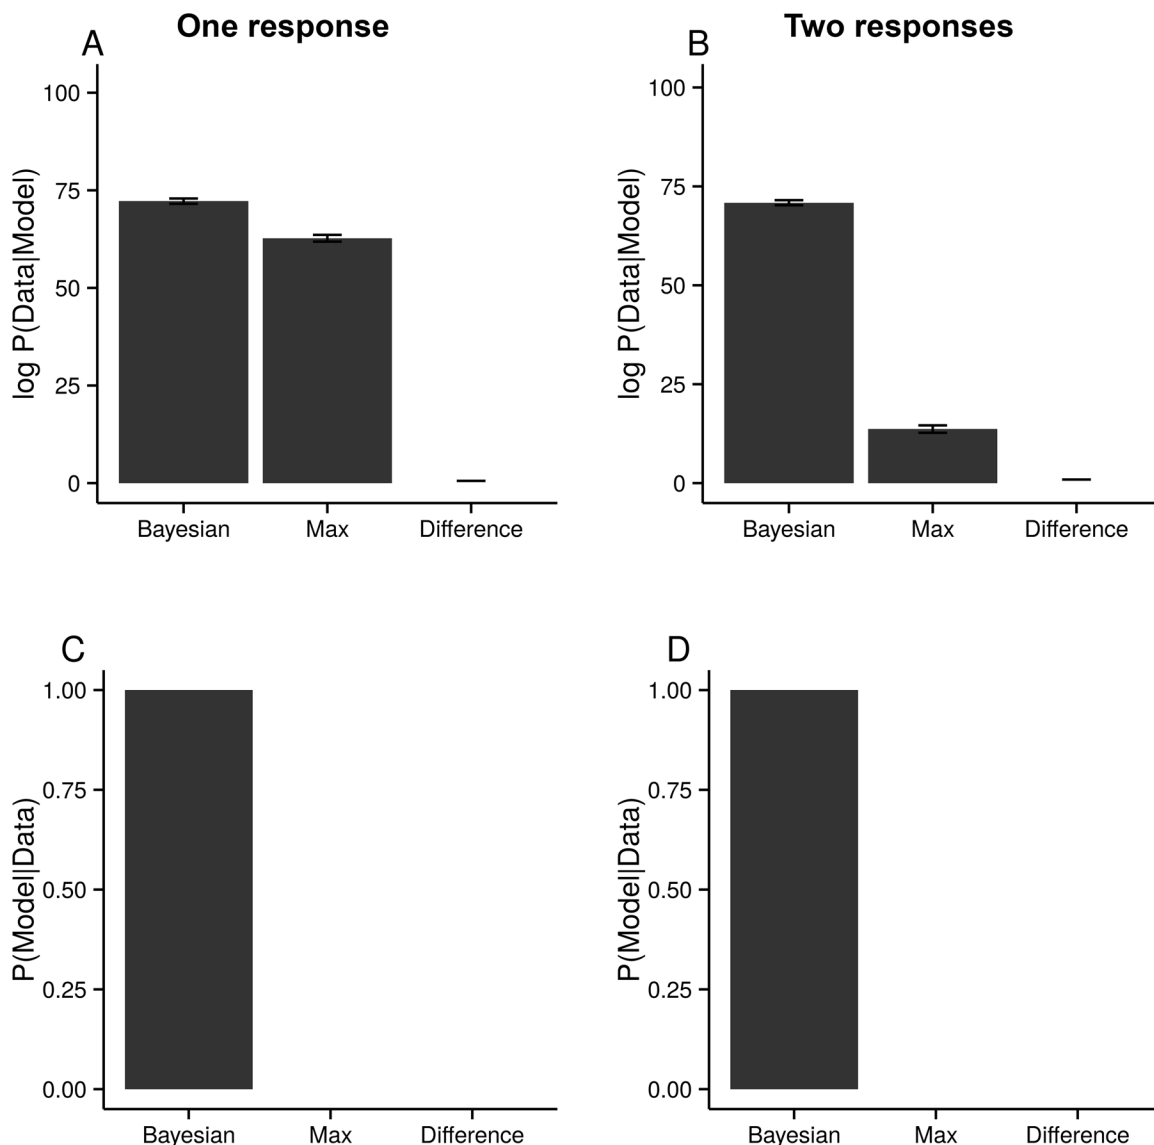 One response
Two responses
A
B
log P(Data|Model)
100
75
50
25
0
Bayesian Max Difference
log P(Data|Model)
100
75
50
25
0
Bayesian Max Difference
C
D
P(Model|Data)
1.00
0.75
0.50
0.25
0.00
Bayesian Max Difference
P(Model|Data)
1.00
0.75
0.50
0.25
0.00
Bayesian Max Difference